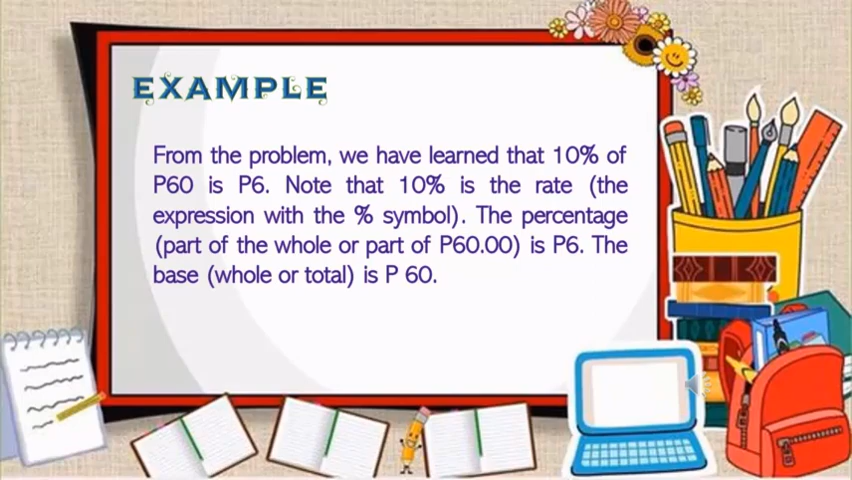 EXAMPLE
From the problem, we have learned that 10% of
P60 is P6. Note that 10% is the rate (the
expression with the % symbol). The percentage
(part of the whole or part of P60.00) is P6. The
base (whole or total) is P 60.